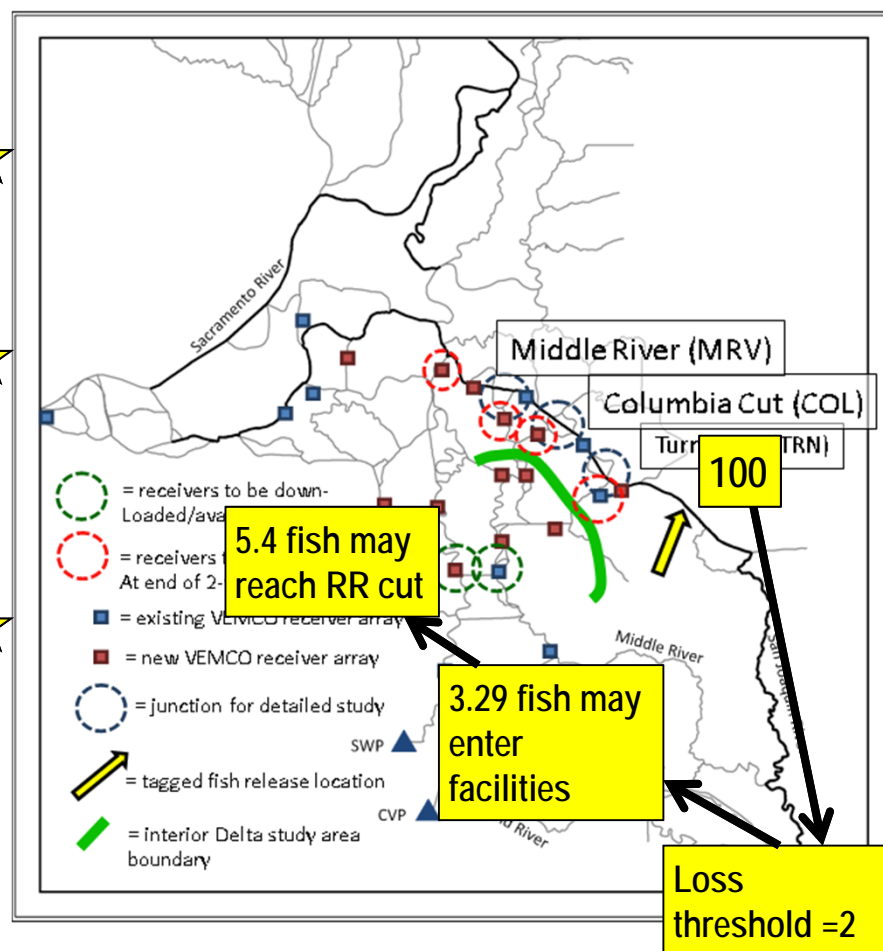 Sacramento River
Middle River (MRV)
Columbia Cut (COL)
TRN)
100
= receivers to be down-
Loaded/
5.4 fish may
reach RR cut
= receivers
At end of 2-
= existing VEMCO receiver array
= new VEMCO receiver array
Middle River
San Joaquin
= junction for detailed study
3.29 fish may
enter
facilities
SWP
= tagged fish release location
CVP
River
= interior Delta study area
boundary
Loss
threshold =2